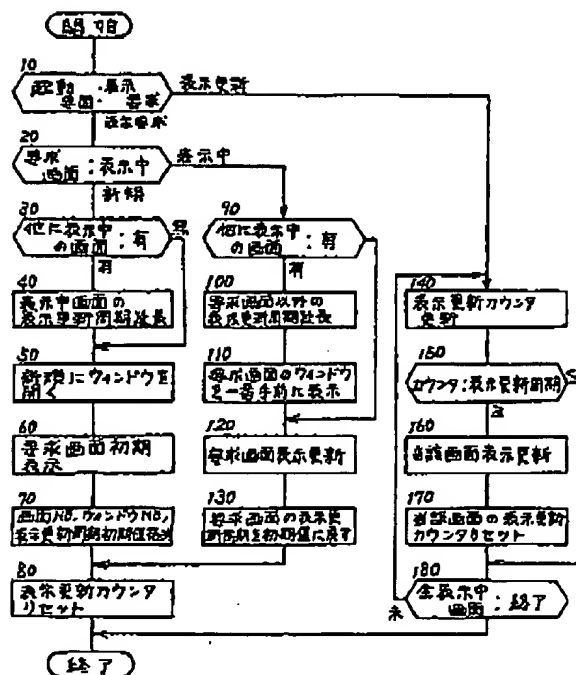 開始
10
起動:表示
要因:要求
表示更新
表示要求
20
要求
画面:表示中
表示中
新規
30
他に表示中
の画面:有
無
有
40
表示中画面の
表示更新周期延長
50
新規にウィンドウを
開く
60
要求画面初期
表示
70
画面NO,ウィンドウNO,
表示更新周期初期値
80
表示更新カウンタ
リセット
終了
90
他に表示中
の画面:有
有
100
要求画面以外の
表示更新周期延長
110
要求画面のウィンドウ
を一番手前に表示
120
要求画面表示更新
130
要求画面の表示更
新周期を初期値に戻す
140
表示更新カウンタ
更新
150
カウンタ:表示更新周期
<
≧
160
当該画面表示更新
170
当該画面の表示更新
カウンタリセット
180
全表示中
画面:終了
未